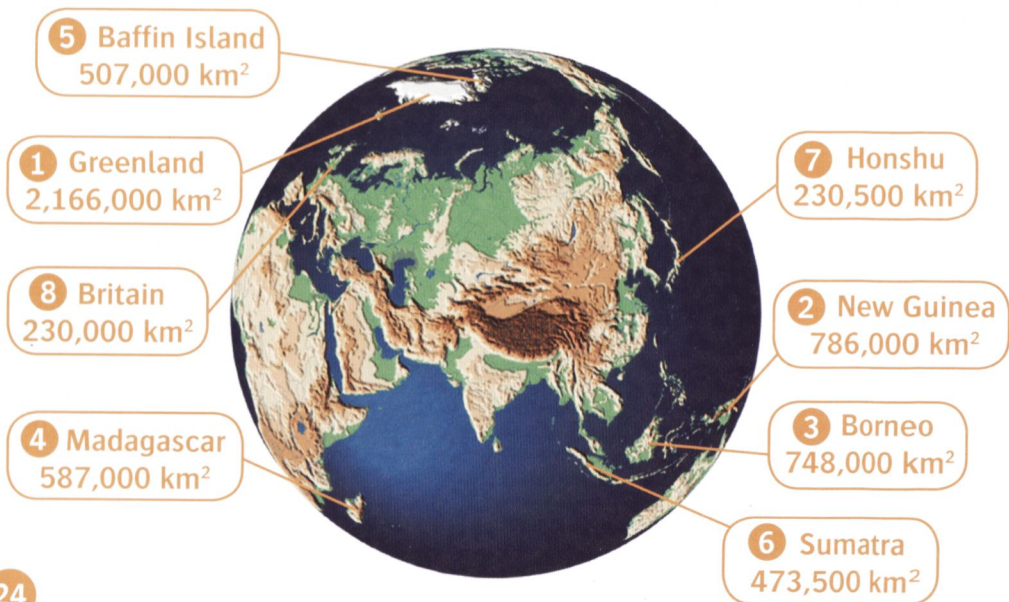 5 Baffin Island
507,000 km²
1 Greenland
2,166,000 km²
8 Britain
230,000 km²
4 Madagascar
587,000 km²
7 Honshu
230,500 km²
2 New Guinea
786,000 km²
3 Borneo
748,000 km²
6 Sumatra
473,500 km²
24